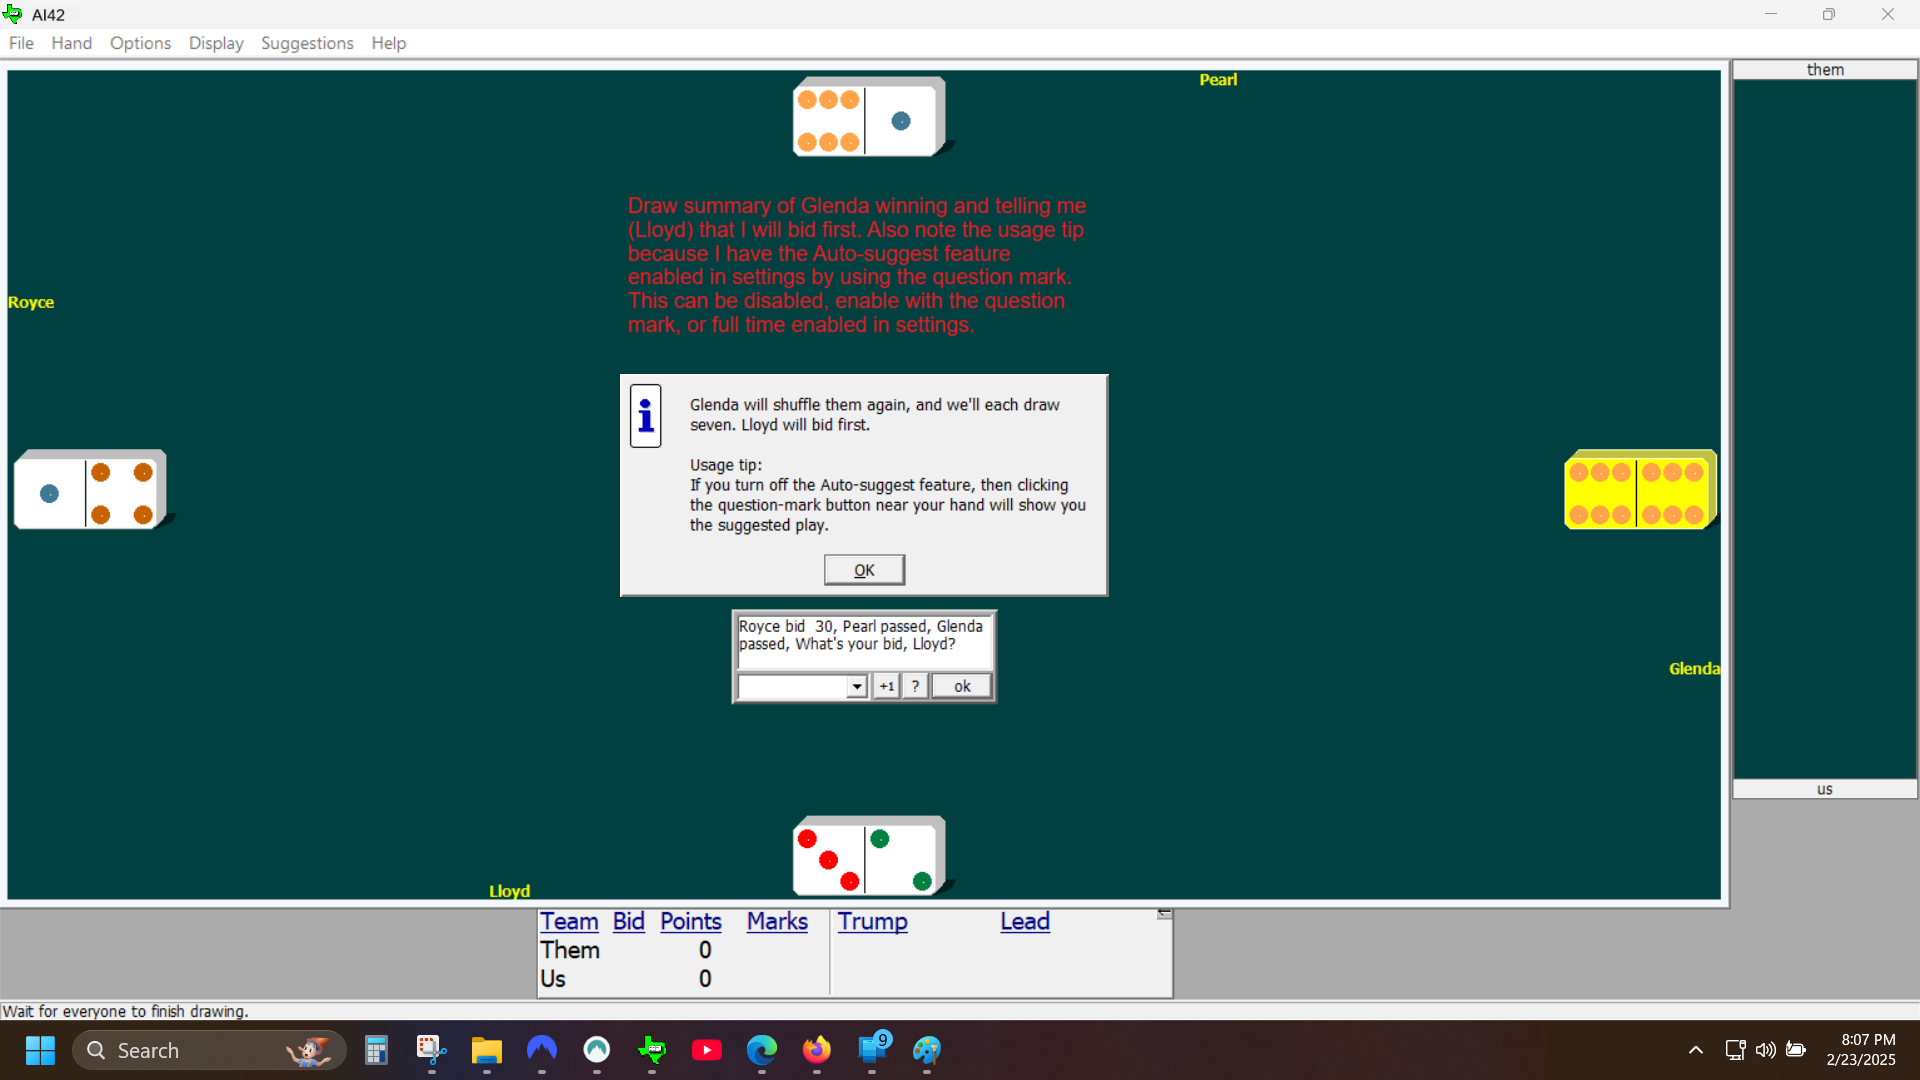 AI42
File Hand Options Display Suggestions Help
them
Pearl
Draw summary of Glenda winning and telling me
(Lloyd) that I will bid first. Also note the usage tip
because I have the Auto-suggest feature
enabled in settings by using the question mark.
This can be disabled, enable with the question
mark, or full time enabled in settings.
Royce
Glenda will shuffle them again, and we'll each draw
seven. Lloyd will bid first.
Usage tip:
If you turn off the Auto-suggest feature, then clicking
the question-mark button near your hand will show you
the suggested play.
OK
Royce bid 30, Pearl passed, Glenda
passed, What's your bid, Lloyd?
+1 ? ok
Glenda
us
Lloyd
Team Bid Points Marks Trump Lead
Them 0
Us 0
Wait for everyone to finish drawing.
Search
9
8:07 PM
2/23/2025